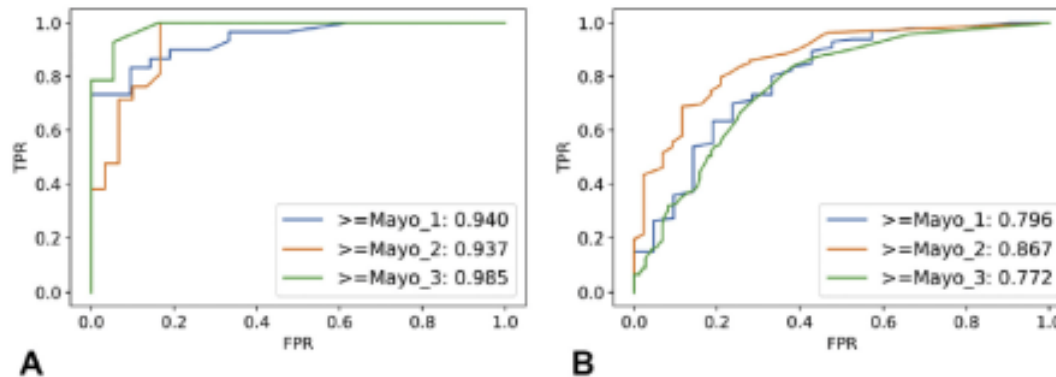 1.0
0.8
0.6
0.4
0.2
0.0
TPR
>=Mayo_1: 0.940
>=Mayo_2: 0.937
>=Mayo_3: 0.985
0.0 0.2 0.4 0.6 0.8 1.0
FPR
A
1.0
0.8
0.6
0.4
0.2
0.0
TPR
>=Mayo_1: 0.796
>=Mayo_2: 0.867
>=Mayo_3: 0.772
0.0 0.2 0.4 0.6 0.8 1.0
FPR
B